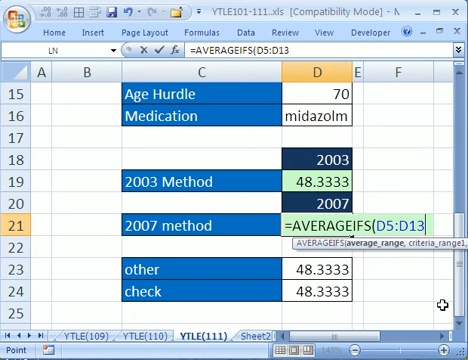 YTLE101-111...xls [Compatibility Mode]
Home Insert Page Layout Formulas Data Review View Developer
LN =AVERAGEIFS(D5:D13
A B C D E F
15 Age Hurdle 70
16 Medication midazolm
17
18 2003
19 2003 Method 48.3333
20 2007
21 2007 method =AVERAGEIFS(D5:D13
AVERAGEIFS(average_range, criteria_range1,
22
23 other 48.3333
24 check 48.3333
25
YTLE(109) YTLE(110) YTLE(111) Sheet2
Point 145%